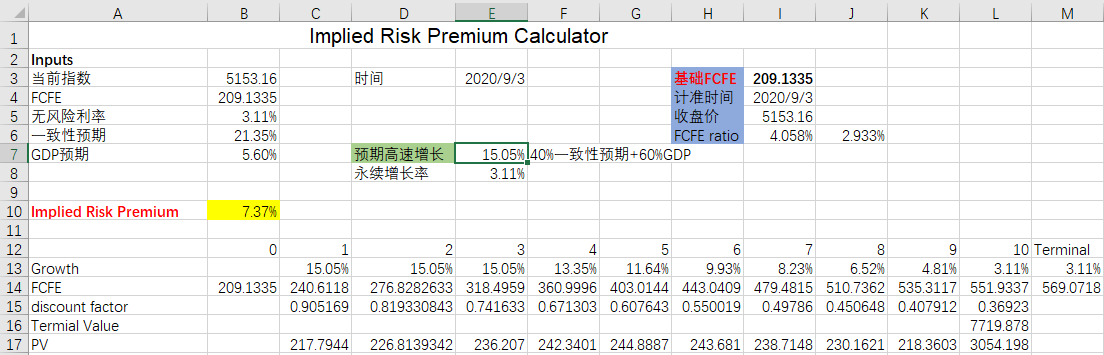 A B C D E F G H I J K L M
1 Implied Risk Premium Calculator
2 Inputs
3 当前指数 5153.16 时间 2020/9/3 基础FCFE 209.1335
4 FCFE 209.1335 计准时间 2020/9/3
5 无风险利率 3.11% 收盘价 5153.16
6 一致性预期 21.35% FCFE ratio 4.058% 2.933%
7 GDP预期 5.60% 预期高速增长 15.05% 40%一致性预期+60%GDP
8 永续增长率 3.11%
9
10 Implied Risk Premium 7.37%
11
12 0 1 2 3 4 5 6 7 8 9 10 Terminal
13 Growth 15.05% 15.05% 15.05% 13.35% 11.64% 9.93% 8.23% 6.52% 4.81% 3.11% 3.11%
14 FCFE 209.1335 240.6118 276.8282633 318.4959 360.9996 403.0144 443.0409 479.4815 510.7362 535.3117 551.9337 569.0718
15 discount factor 0.905169 0.819330843 0.741633 0.671303 0.607643 0.550019 0.49786 0.450648 0.407912 0.36923
16 Termial Value 7719.878
17 PV 217.7944 226.8139342 236.207 242.3401 244.8887 243.681 238.7148 230.1621 218.3603 3054.198